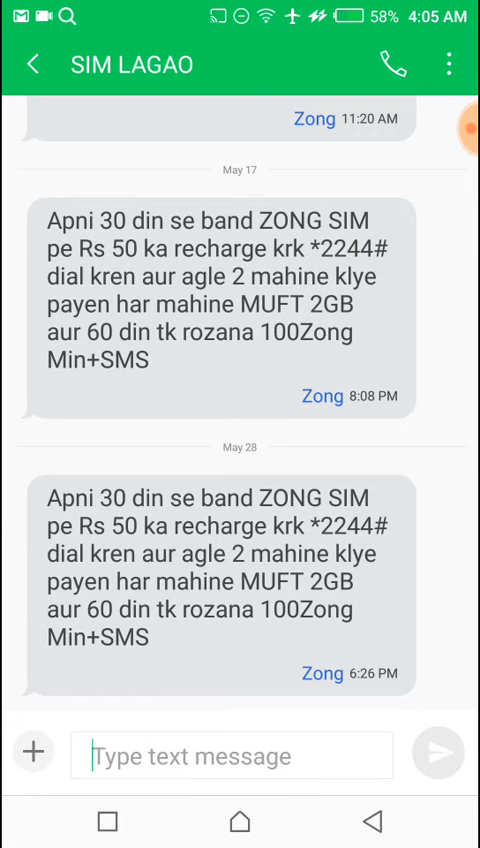 58% 4:05 AM
SIM LAGAO
Zong 11:20 AM
May 17
Apni 30 din se band ZONG SIM
pe Rs 50 ka recharge krk *2244#
dial kren aur agle 2 mahine klye
payen har mahine MUFT 2GB
aur 60 din tk rozana 100Zong
Min+SMS
Zong 8:08 PM
May 28
Apni 30 din se band ZONG SIM
pe Rs 50 ka recharge krk *2244#
dial kren aur agle 2 mahine klye
payen har mahine MUFT 2GB
aur 60 din tk rozana 100Zong
Min+SMS
Zong 6:26 PM
Type text message